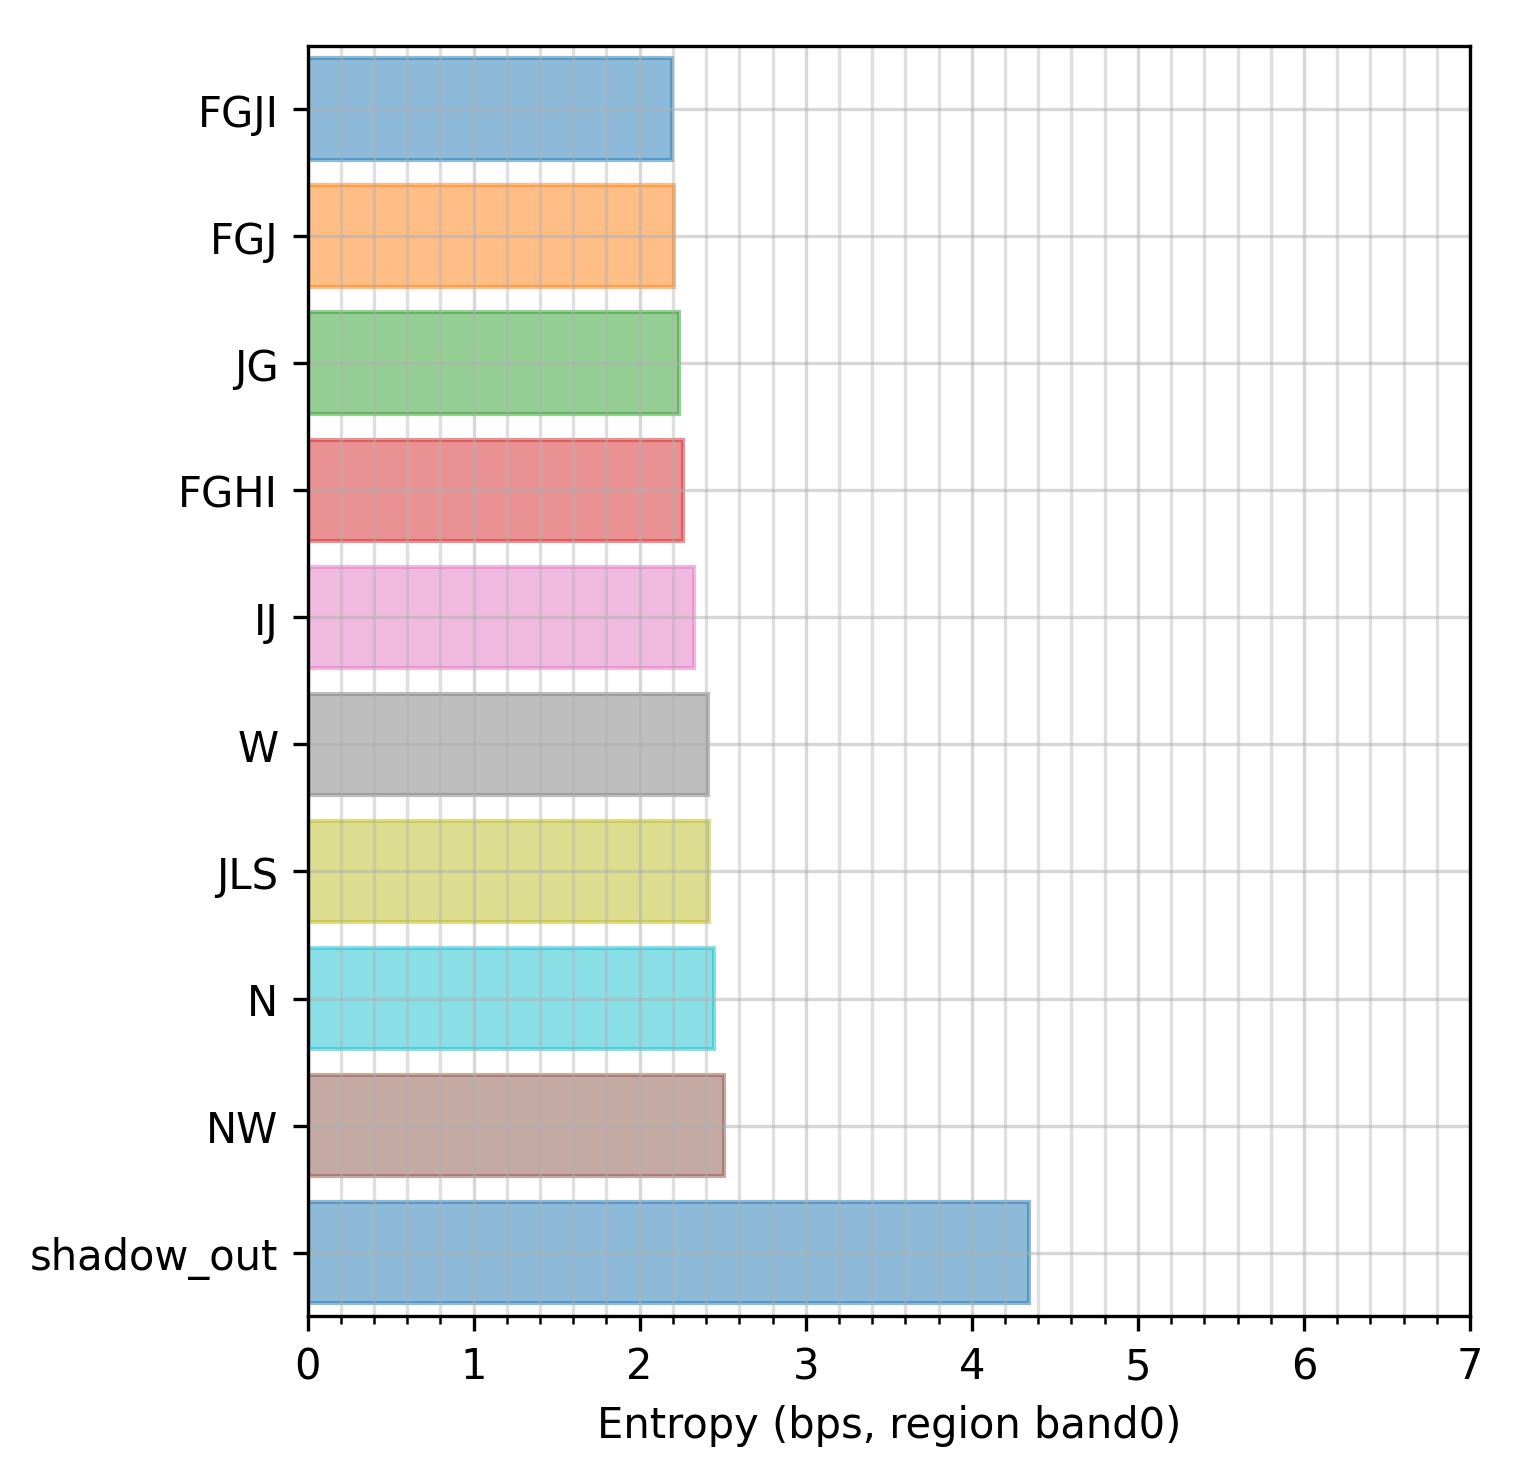 FGJI
FGJ
JG
FGHI
IJ
W
JLS
N
NW
shadow_out
0 1 2 3 4 5 6 7
Entropy (bps, region band0)